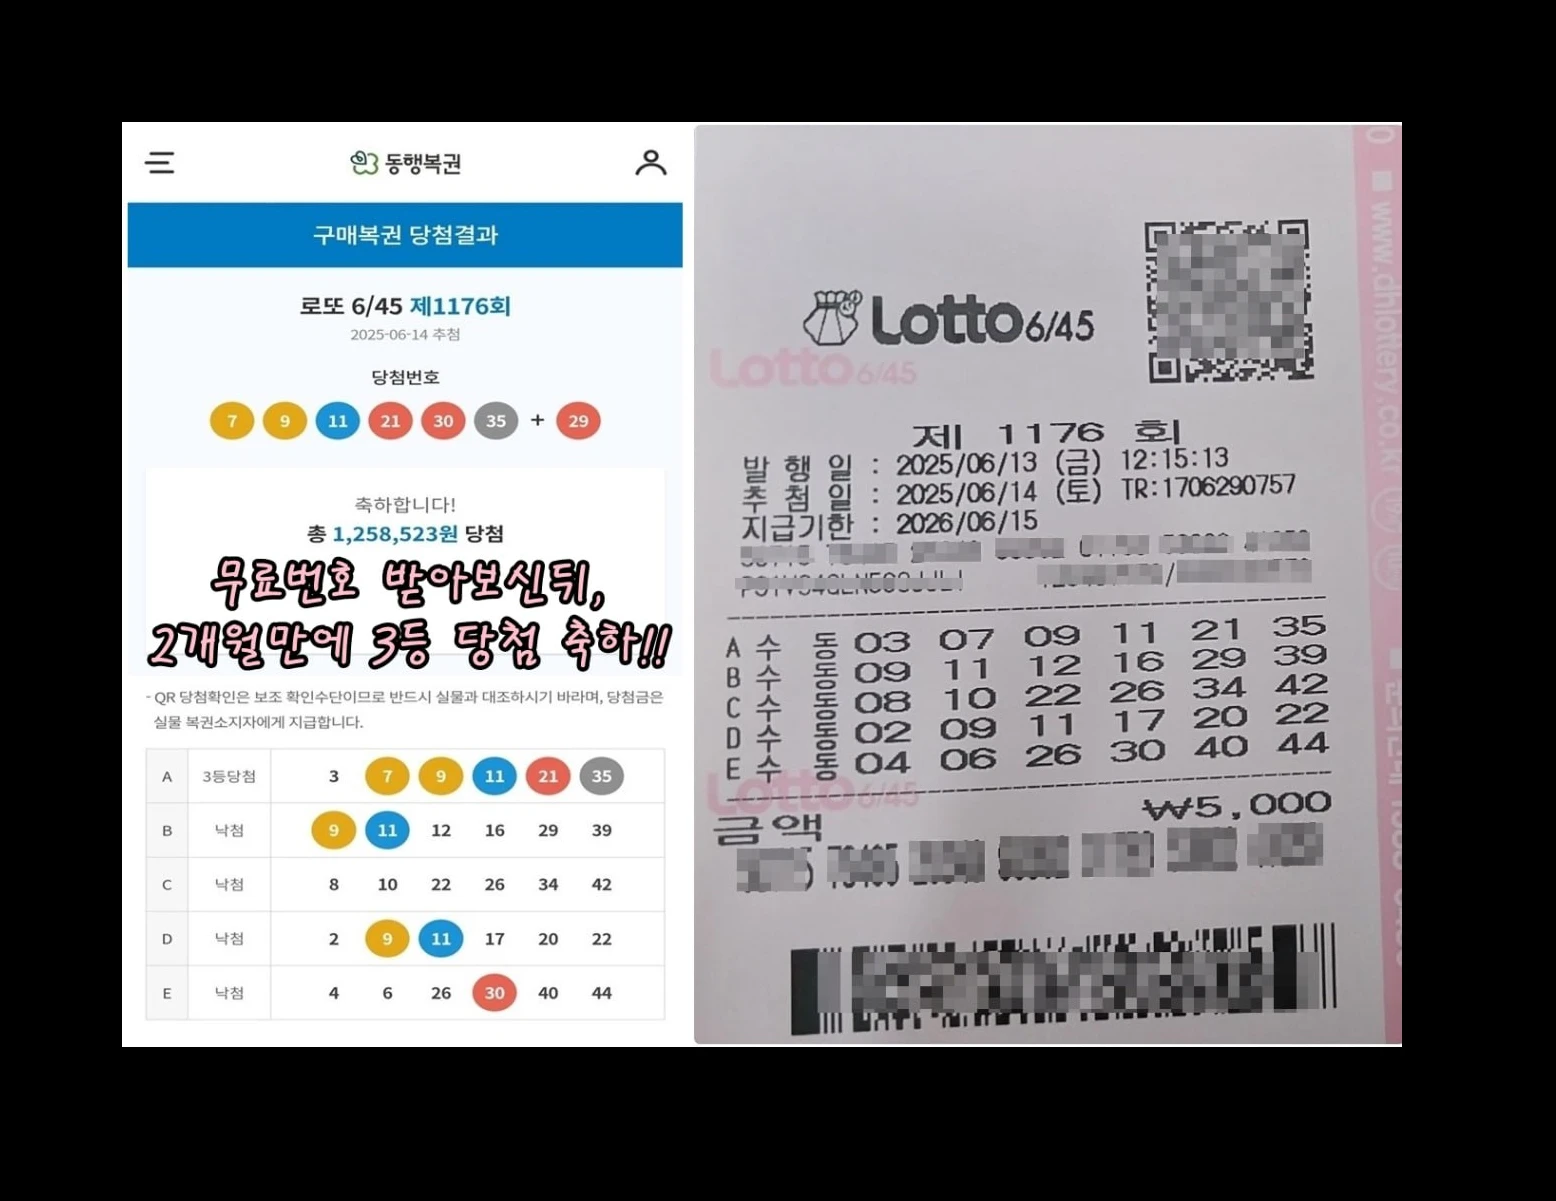 동행복권
구매복권 당첨결과
로또 6/45 제1176회
2025-06-14 추첨
당첨번호
7 9 11 21 30 35 + 29
축하합니다!
총 1,258,523원 당첨
무료번호 받아보신뒤,
2개월만에 3등 당첨 축하!!
- QR 당첨확인은 보조 확인수단이므로 반드시 실물과 대조하시기 바라며, 당첨금은
실물 복권소지자에게 지급합니다.
A 3등당첨 3 7 9 11 21 35
B 낙첨 9 11 12 16 29 39
C 낙첨 8 10 22 26 34 42
D 낙첨 2 9 11 17 20 22
E 낙첨 4 6 26 30 40 44
Lotto 6/45
Lotto 6/45
제 1176 회
발 행 일 : 2025/06/13 (금) 12:15:13
추 첨 일 : 2025/06/14 (토) TR:1706290757
지급기한 : 2026/06/15
A 수 동 03 07 09 11 21 35
B 수 동 09 11 12 16 29 39
C 수 동 08 10 22 26 34 42
D 수 동 02 09 11 17 20 22
E 수 동 04 06 26 30 40 44
Lotto 6/45
금액 ₩5,000
www.dhlottery.co.kr